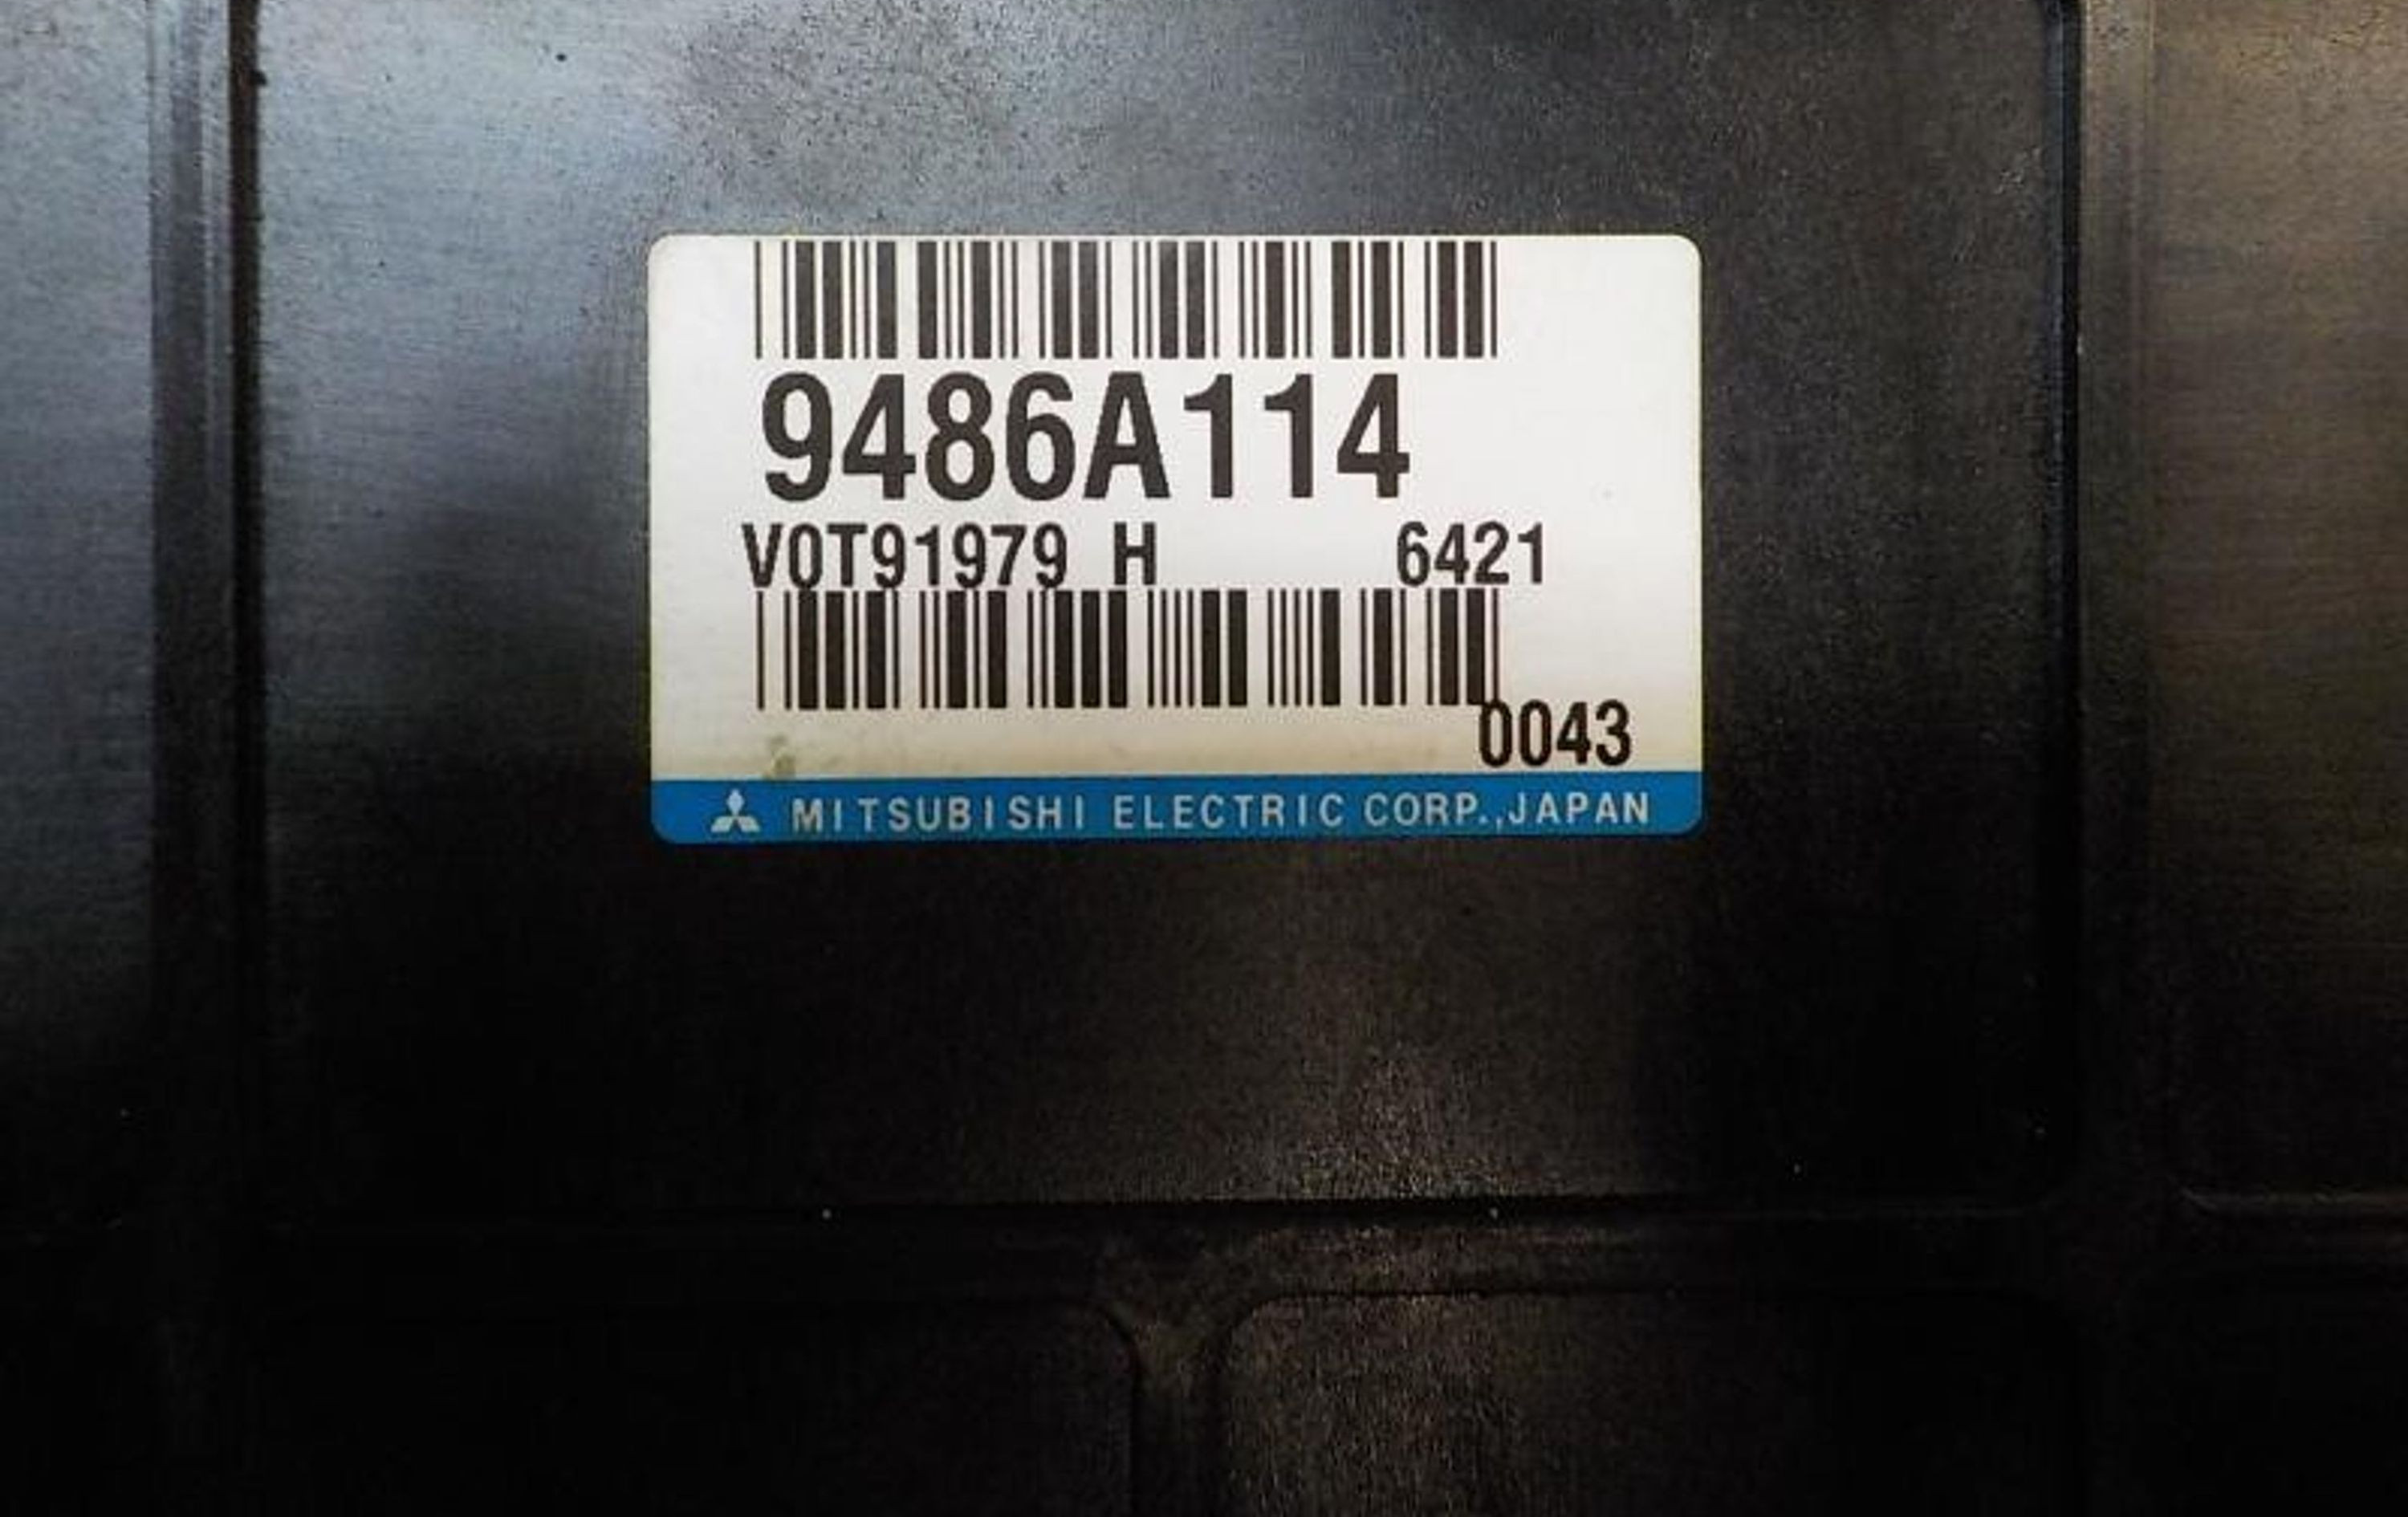 9486A114
V0T91979 H 6421
0043
MITSUBISHI ELECTRIC CORP.,JAPAN